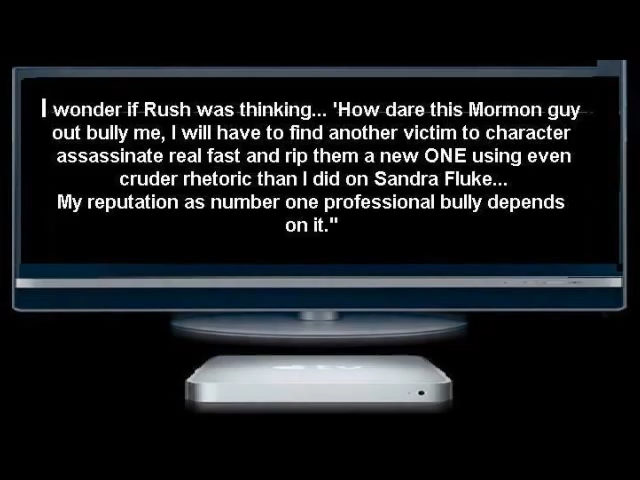 I wonder if Rush was thinking... 'How dare this Mormon guy
out bully me, I will have to find another victim to character
assassinate real fast and rip them a new ONE using even
cruder rhetoric than I did on Sandra Fluke...
My reputation as number one professional bully depends
on it."
tv